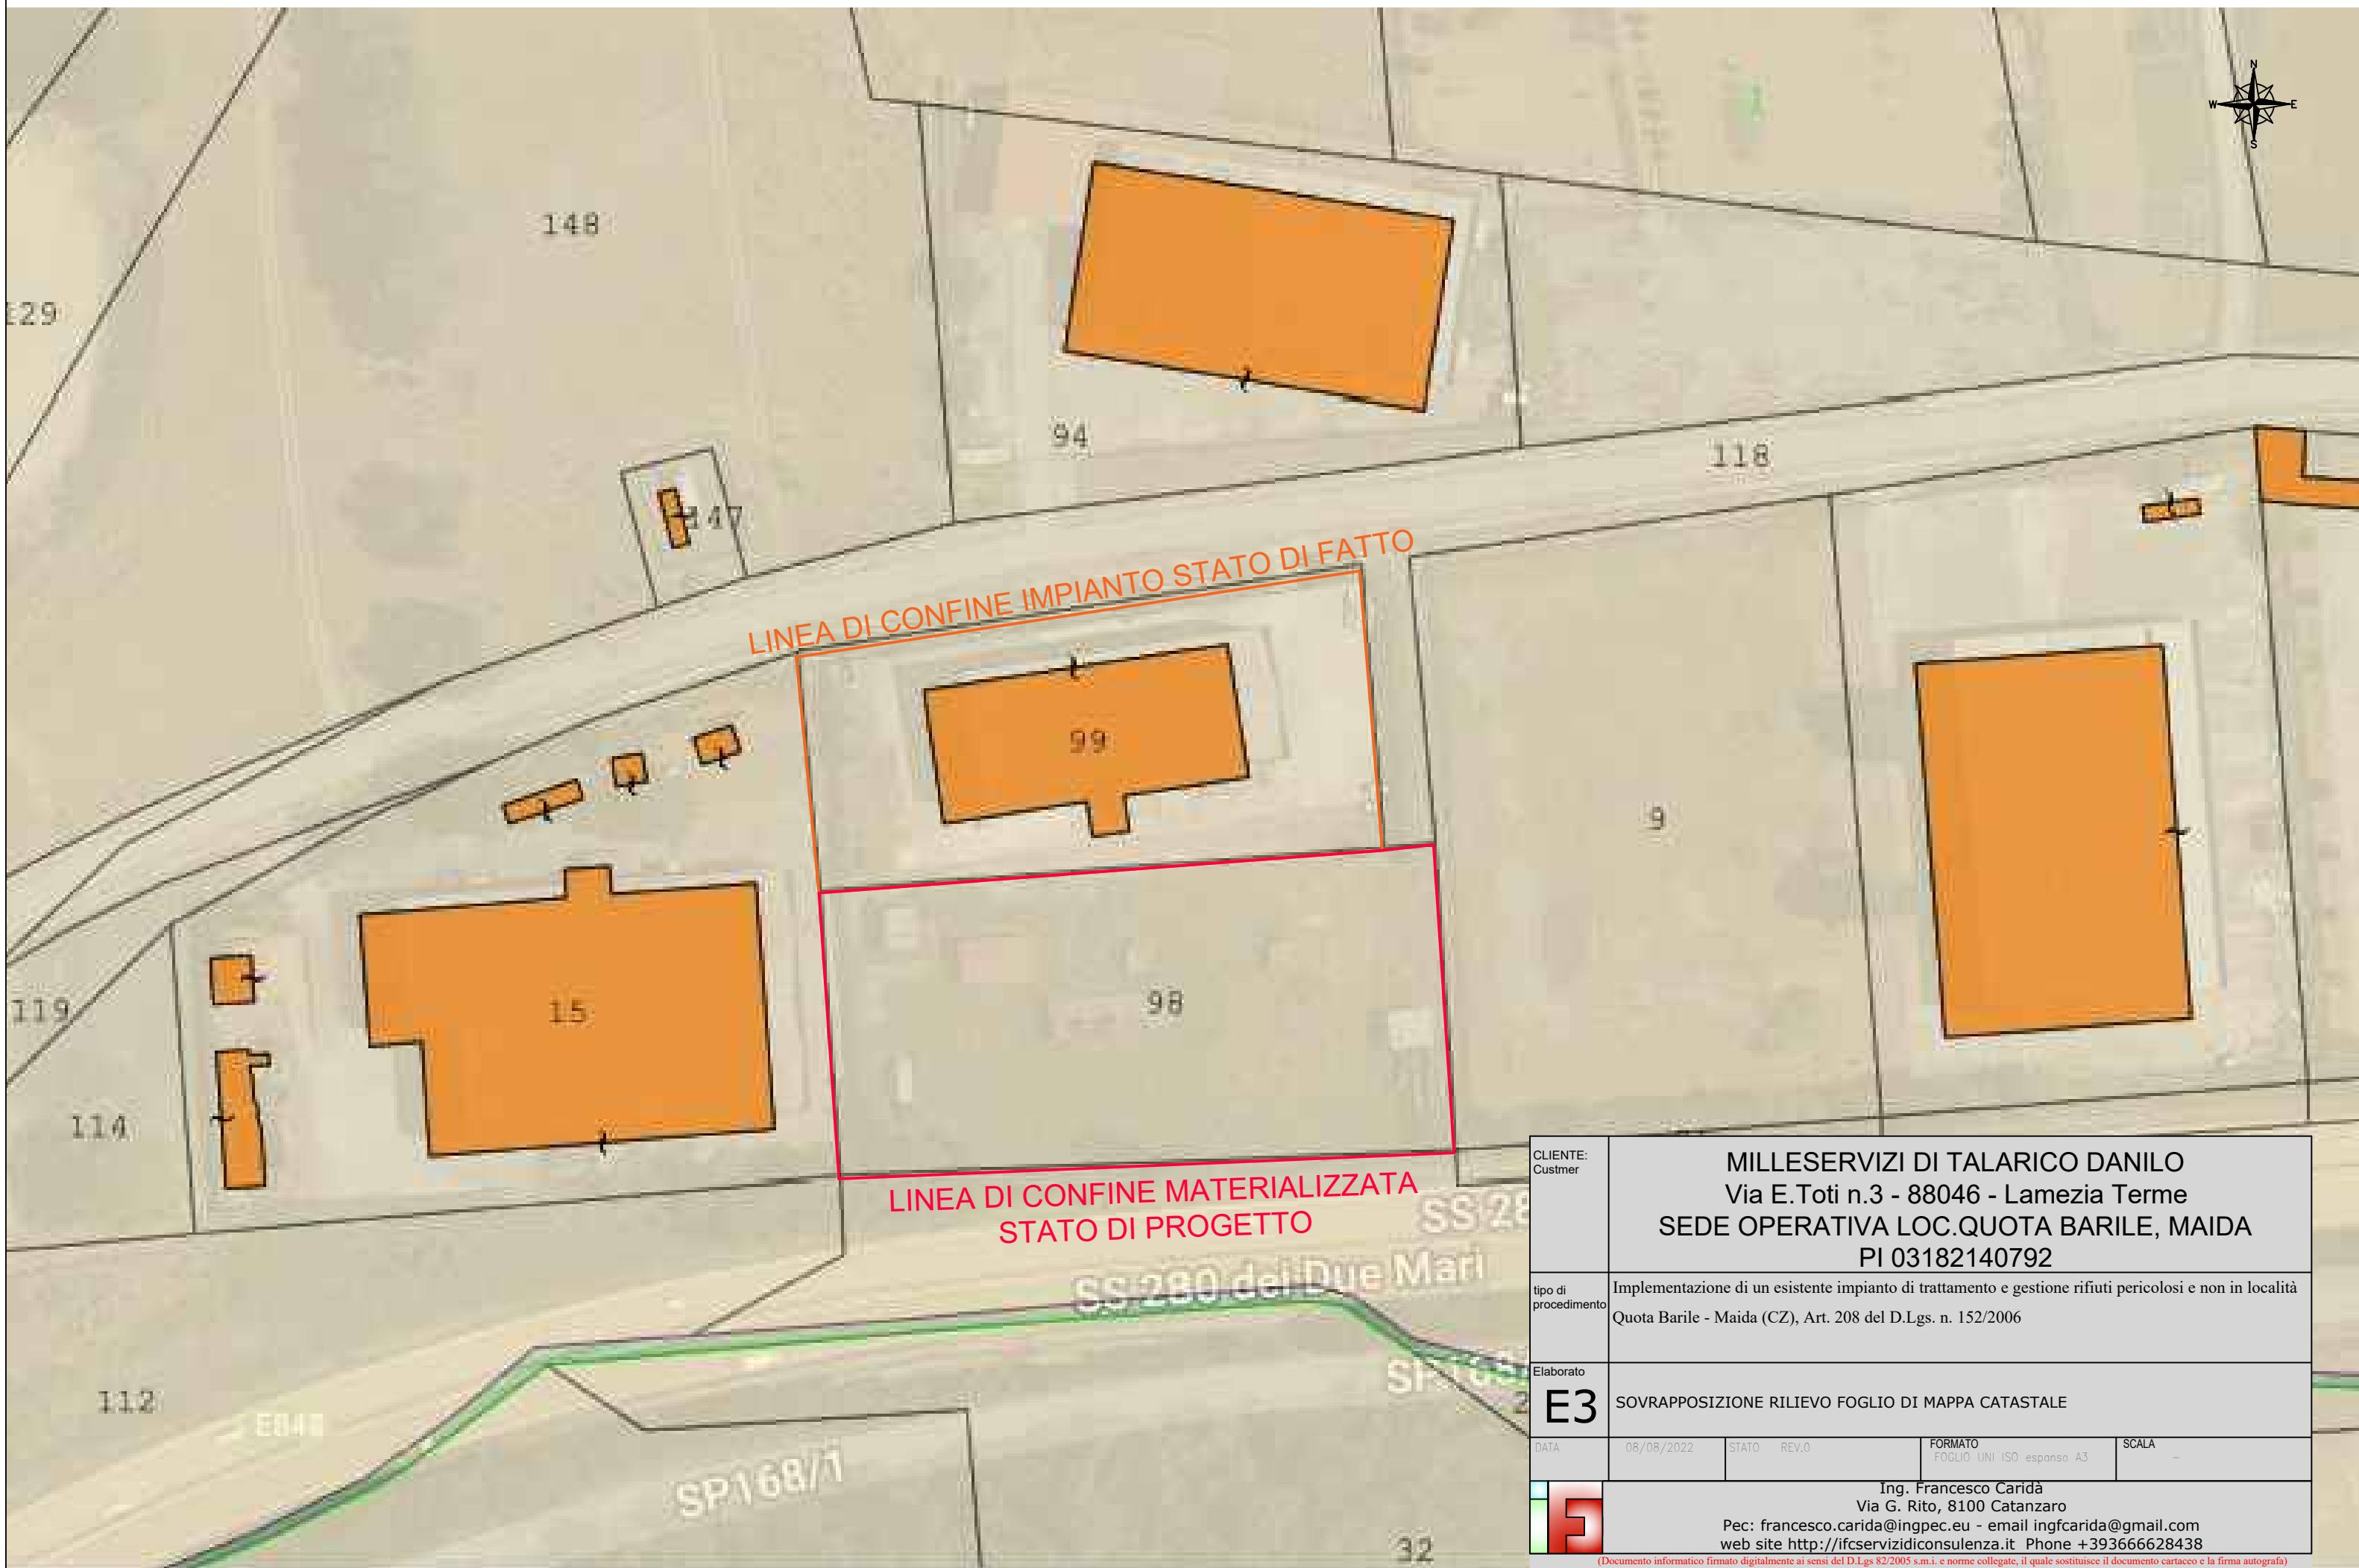 N
W E
S
148
129
94
118
147
LINEA DI CONFINE IMPIANTO STATO DI FATTO
99
9
15
98
119
114
LINEA DI CONFINE MATERIALIZZATA
STATO DI PROGETTO
SS 28
SS 280 dei Due Mari
112
E848
SP168/1
32
CLIENTE:
Custmer
MILLESERVIZI DI TALARICO DANILO
Via E.Toti n.3 - 88046 - Lamezia Terme
SEDE OPERATIVA LOC.QUOTA BARILE, MAIDA
PI 03182140792
tipo di
procedimento
Implementazione di un esistente impianto di trattamento e gestione rifiuti pericolosi e non in località
Quota Barile - Maida (CZ), Art. 208 del D.Lgs. n. 152/2006
Elaborato
E3 SOVRAPPOSIZIONE RILIEVO FOGLIO DI MAPPA CATASTALE
DATA 08/08/2022 STATO REV.0 FORMATO SCALA
FOGLIO UNI ISO espanso A3 -
Ing. Francesco Caridà
Via G. Rito, 8100 Catanzaro
Pec: francesco.carida@ingpec.eu - email ingfcarida@gmail.com
web site http://ifcservizidiconsulenza.it Phone +393666628438
(Documento informatico firmato digitalmente ai sensi del D.Lgs 82/2005 s.m.i. e norme collegate, il quale sostituisce il documento cartaceo e la firma autografa)